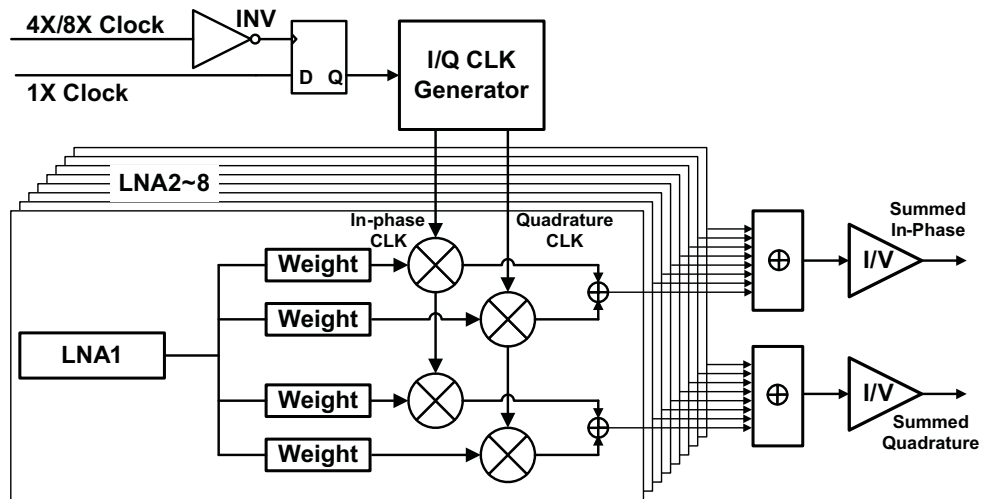 4X/8X Clock
INV
D Q
1X Clock
I/Q CLK
Generator
LNA2~8
In-phase
CLK
Quadrature
CLK
Weight
Weight
LNA1
Weight
Weight
I/V
Summed
In-Phase
I/V
Summed
Quadrature